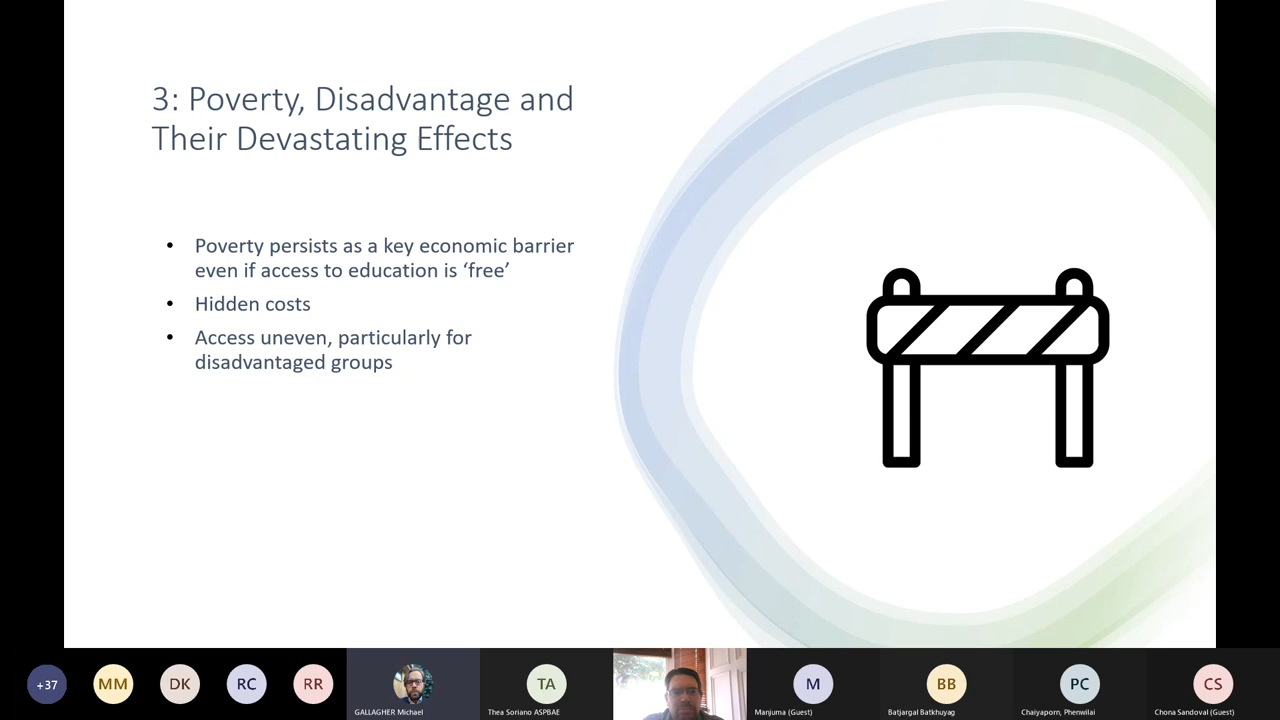 3: Poverty, Disadvantage and
Their Devastating Effects
• Poverty persists as a key economic barrier
even if access to education is ‘free’
• Hidden costs
• Access uneven, particularly for
disadvantaged groups
+37
MM
DK
RC
RR
GALLAGHER Michael
TA
Thea Soriano ASPBAE
M
Manjuma (Guest)
BB
Batjargal Batkhuyag
PC
Chaiyaporn, Phenwilai
CS
Chona Sandoval (Guest)